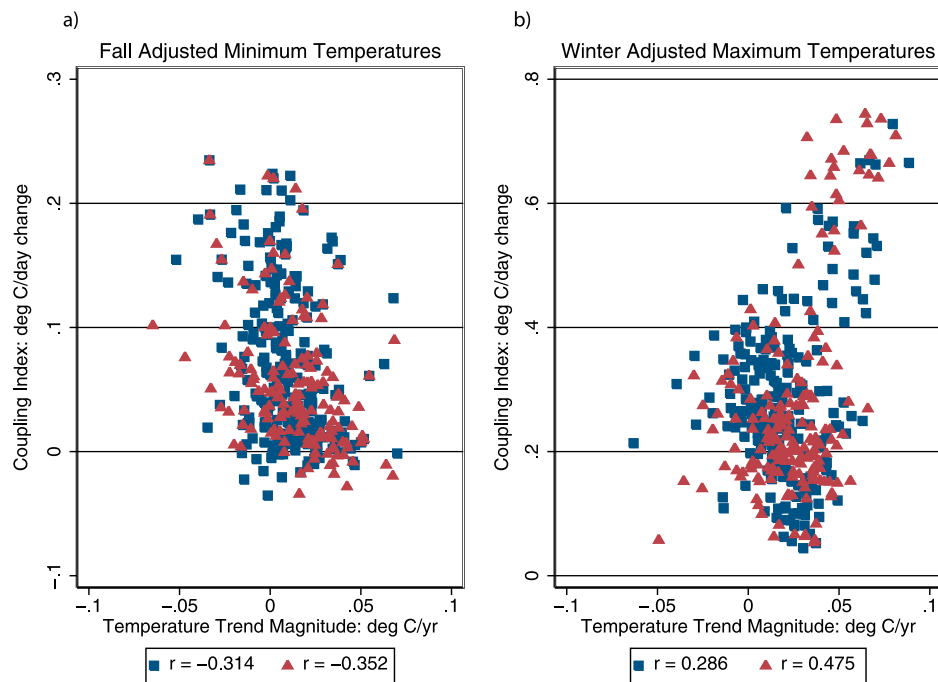 a)
Fall Adjusted Minimum Temperatures
Coupling Index: deg C/day change
.3
.2
.1
0
-.1
-.1 -.05 0 .05 .1
Temperature Trend Magnitude: deg C/yr
r = -0.314 r = -0.352
b)
Winter Adjusted Maximum Temperatures
Coupling Index: deg C/day change
.8
.6
.4
.2
0
-.1 -.05 0 .05 .1
Temperature Trend Magnitude: deg C/yr
r = 0.286 r = 0.475